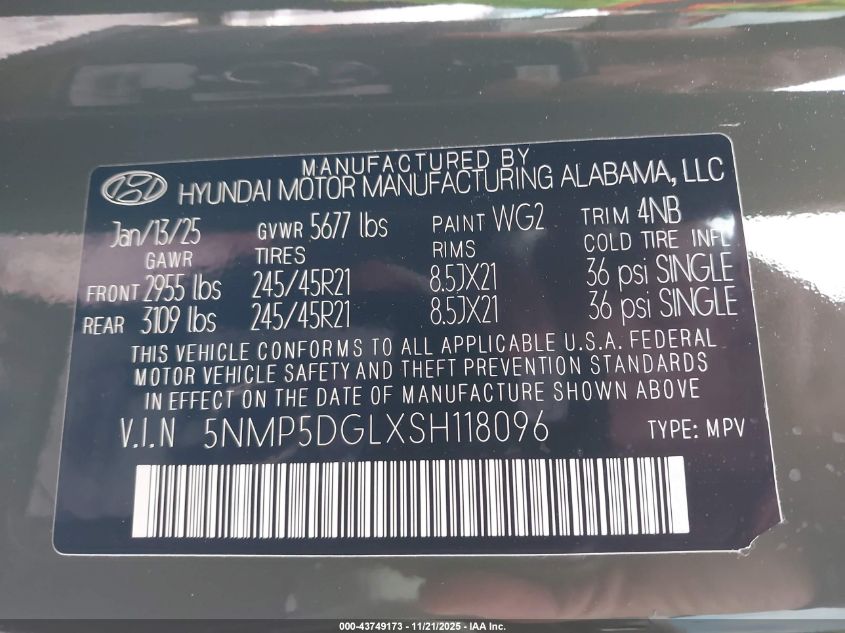 MANUFACTURED BY
HYUNDAI MOTOR MANUFACTURING ALABAMA, LLC
Jan/13/25 GVWR 5677 lbs PAINT WG2 TRIM 4NB
GAWR TIRES RIMS COLD TIRE INFL
FRONT 2955 lbs 245/45R21 8.5JX21 36 psi SINGLE
REAR 3109 lbs 245/45R21 8.5JX21 36 psi SINGLE
THIS VEHICLE CONFORMS TO ALL APPLICABLE U.S.A. FEDERAL
MOTOR VEHICLE SAFETY AND THEFT PREVENTION STANDARDS
IN EFFECT ON THE DATE OF MANUFACTURE SHOWN ABOVE
V.I.N 5NMP5DGLXSH118096 TYPE: MPV
000-43749173 - 11/21/2025 - IAA Inc.